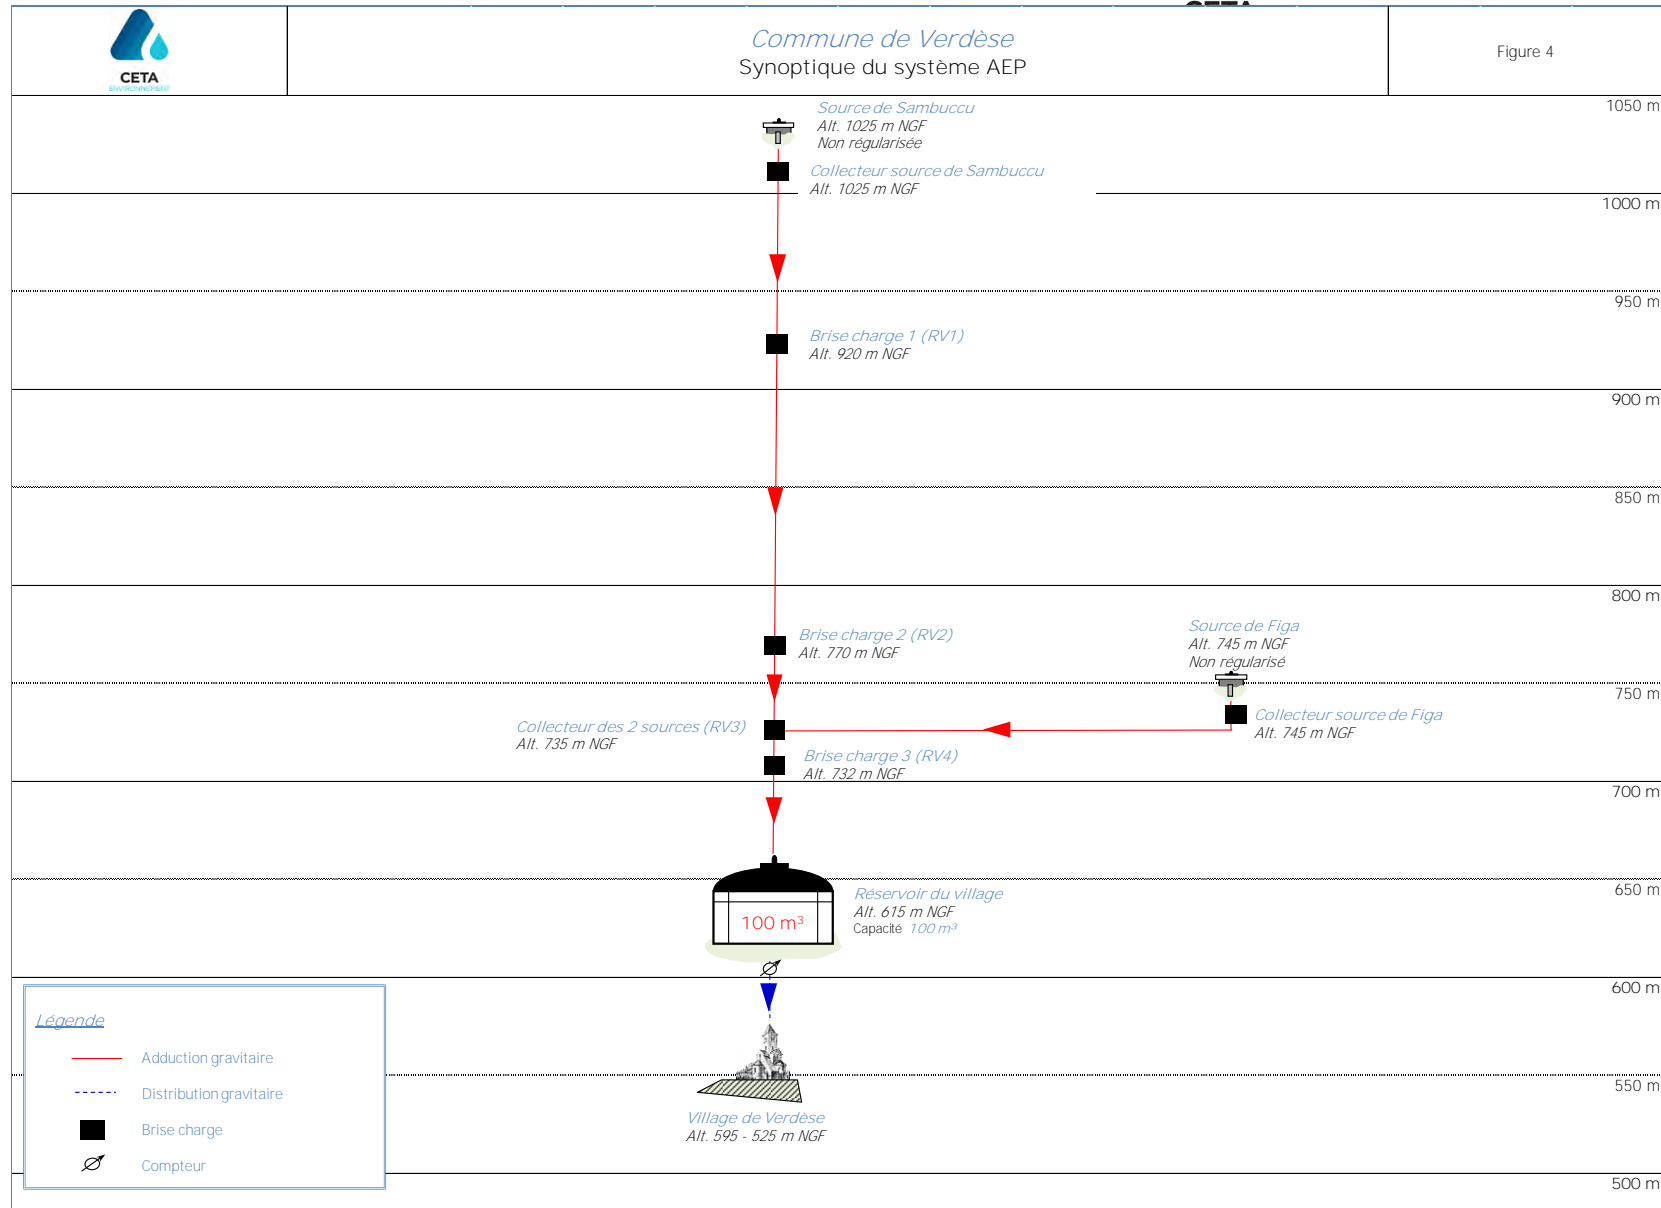 CETA
CETA
ENVIRONNEMENT
Commune de Verdèse
Synoptique du système AEP
Figure 4
1050 m
Source de Sambuccu
Alt. 1025 m NGF
Non régularisée
Collecteur source de Sambuccu
Alt. 1025 m NGF
1000 m
950 m
Brise charge 1 (RV1)
Alt. 920 m NGF
900 m
850 m
800 m
Brise charge 2 (RV2)
Alt. 770 m NGF
Source de Figa
Alt. 745 m NGF
Non régularisé
750 m
Collecteur des 2 sources (RV3)
Alt. 735 m NGF
Collecteur source de Figa
Alt. 745 m NGF
Brise charge 3 (RV4)
Alt. 732 m NGF
700 m
650 m
100 m³
Réservoir du village
Alt. 615 m NGF
Capacité 100 m³
600 m
Légende
Adduction gravitaire
Distribution gravitaire
Brise charge
Compteur
550 m
Village de Verdèse
Alt. 595 - 525 m NGF
500 m